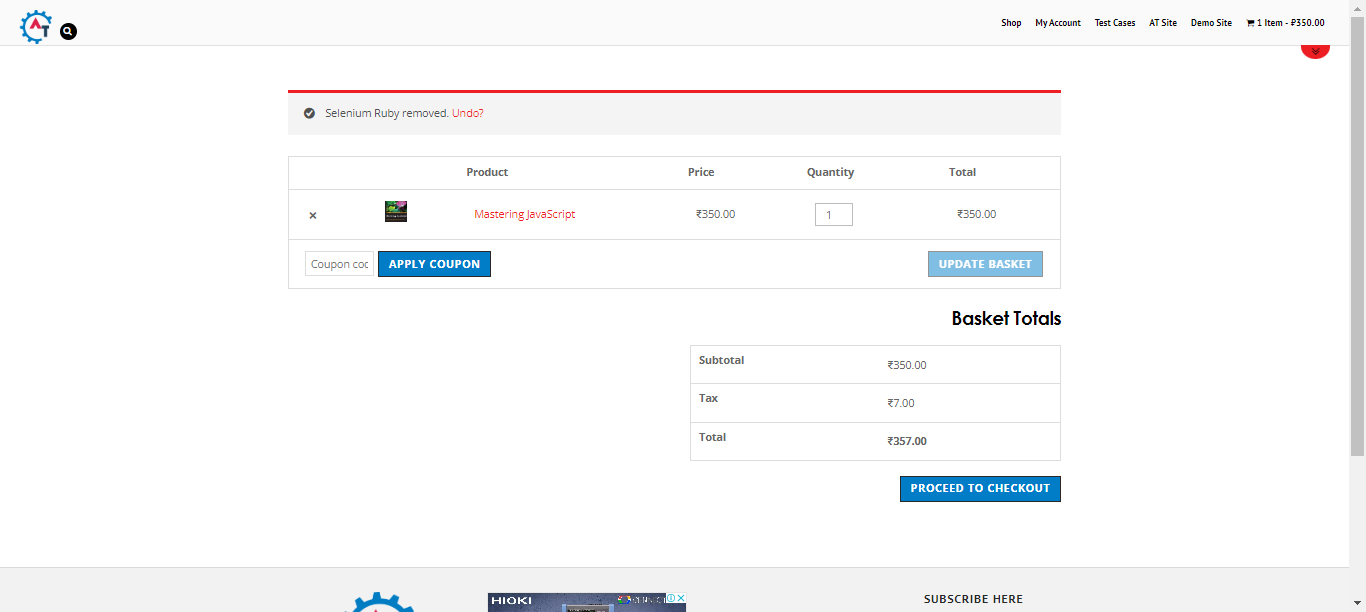 AT
Shop My Account Test Cases AT Site Demo Site 1 Item - ₹350.00
Selenium Ruby removed. Undo?
Product Price Quantity Total
× Mastering JavaScript ₹350.00 1 ₹350.00
Coupon coc APPLY COUPON UPDATE BASKET
Basket Totals
Subtotal ₹350.00
Tax ₹7.00
Total ₹357.00
PROCEED TO CHECKOUT
HIOKI
SUBSCRIBE HERE